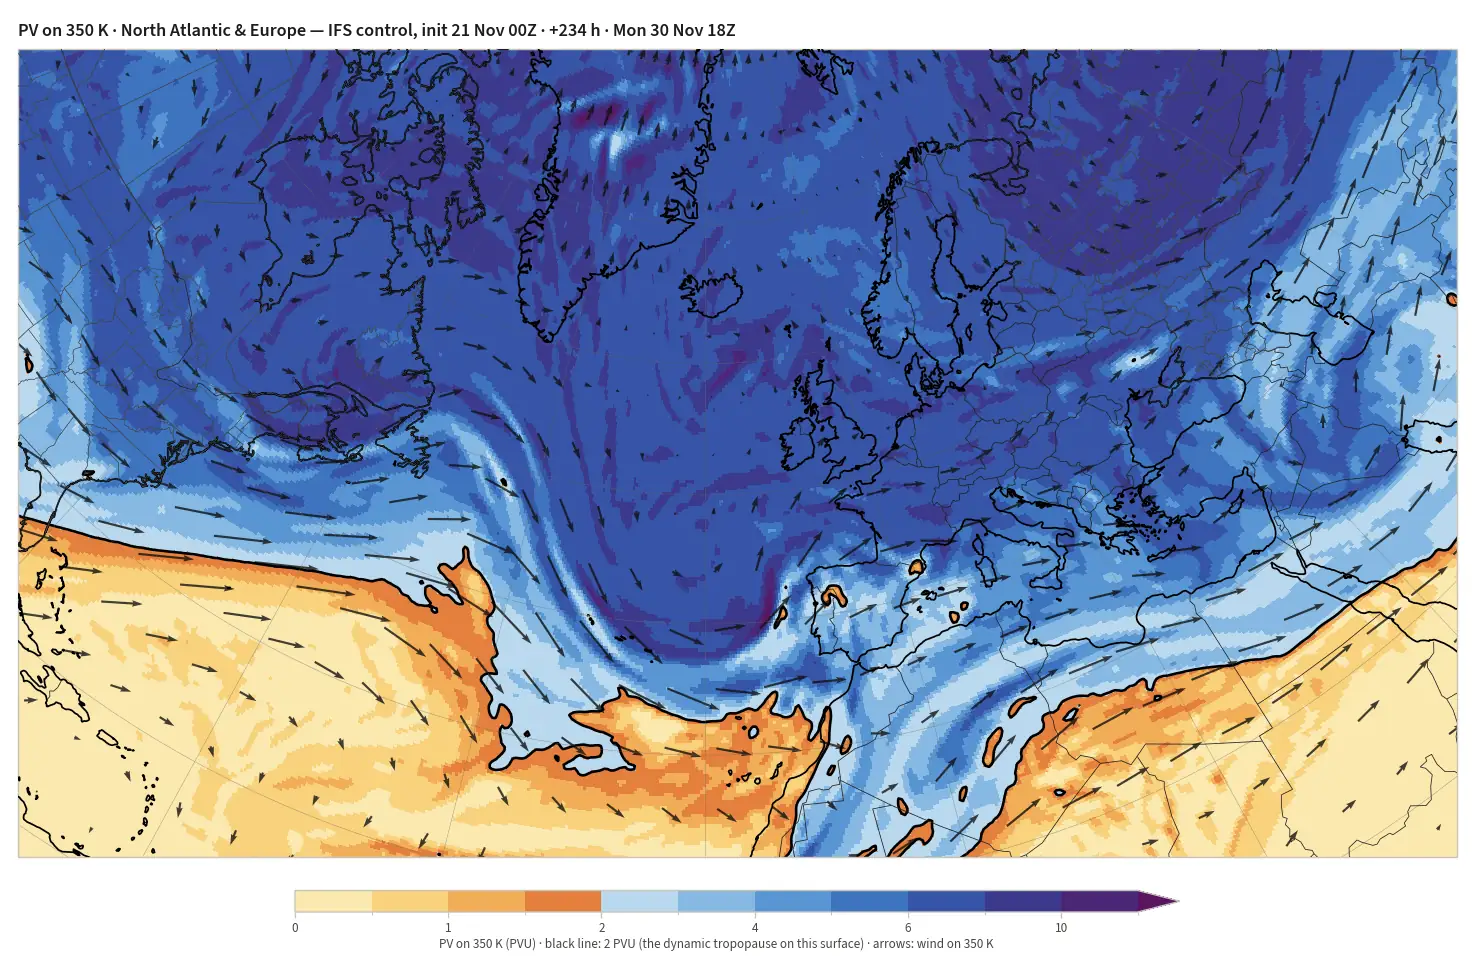 PV on 350 K · North Atlantic & Europe — IFS control, init 21 Nov 00Z · +234 h · Mon 30 Nov 18Z
0 1 2 4 6 10
PV on 350 K (PVU) · black line: 2 PVU (the dynamic tropopause on this surface) · arrows: wind on 350 K